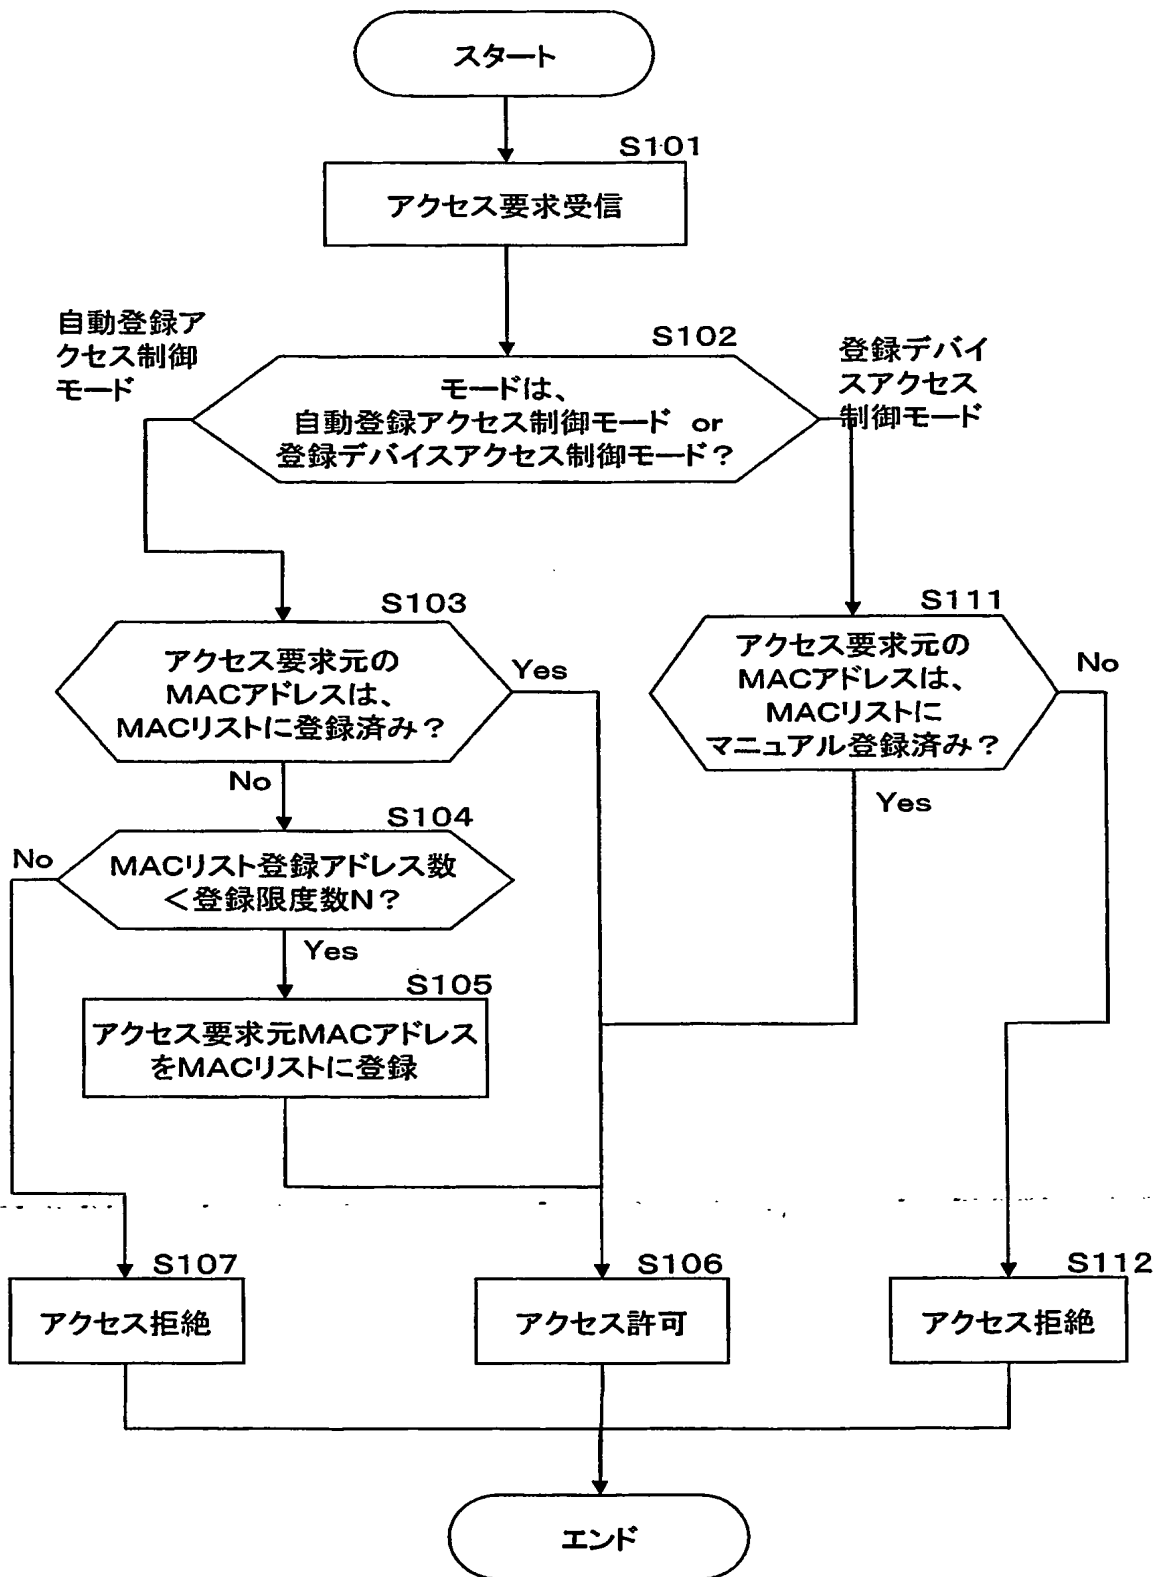 スタート
S101
アクセス要求受信
自動登録ア
クセス制御
モード
S102
モードは、
自動登録アクセス制御モード or
登録デバイスアクセス制御モード?
登録デバイ
スアクセス
制御モード
S103
アクセス要求元の
MACアドレスは、
MACリストに登録済み?
Yes
No
S111
アクセス要求元の
MACアドレスは、
MACリストに
マニュアル登録済み?
No
Yes
S104
MACリスト登録アドレス数
<登録限度数N?
No
Yes
S105
アクセス要求元MACアドレス
をMACリストに登録
S107
アクセス拒絶
S106
アクセス許可
S112
アクセス拒絶
エンド